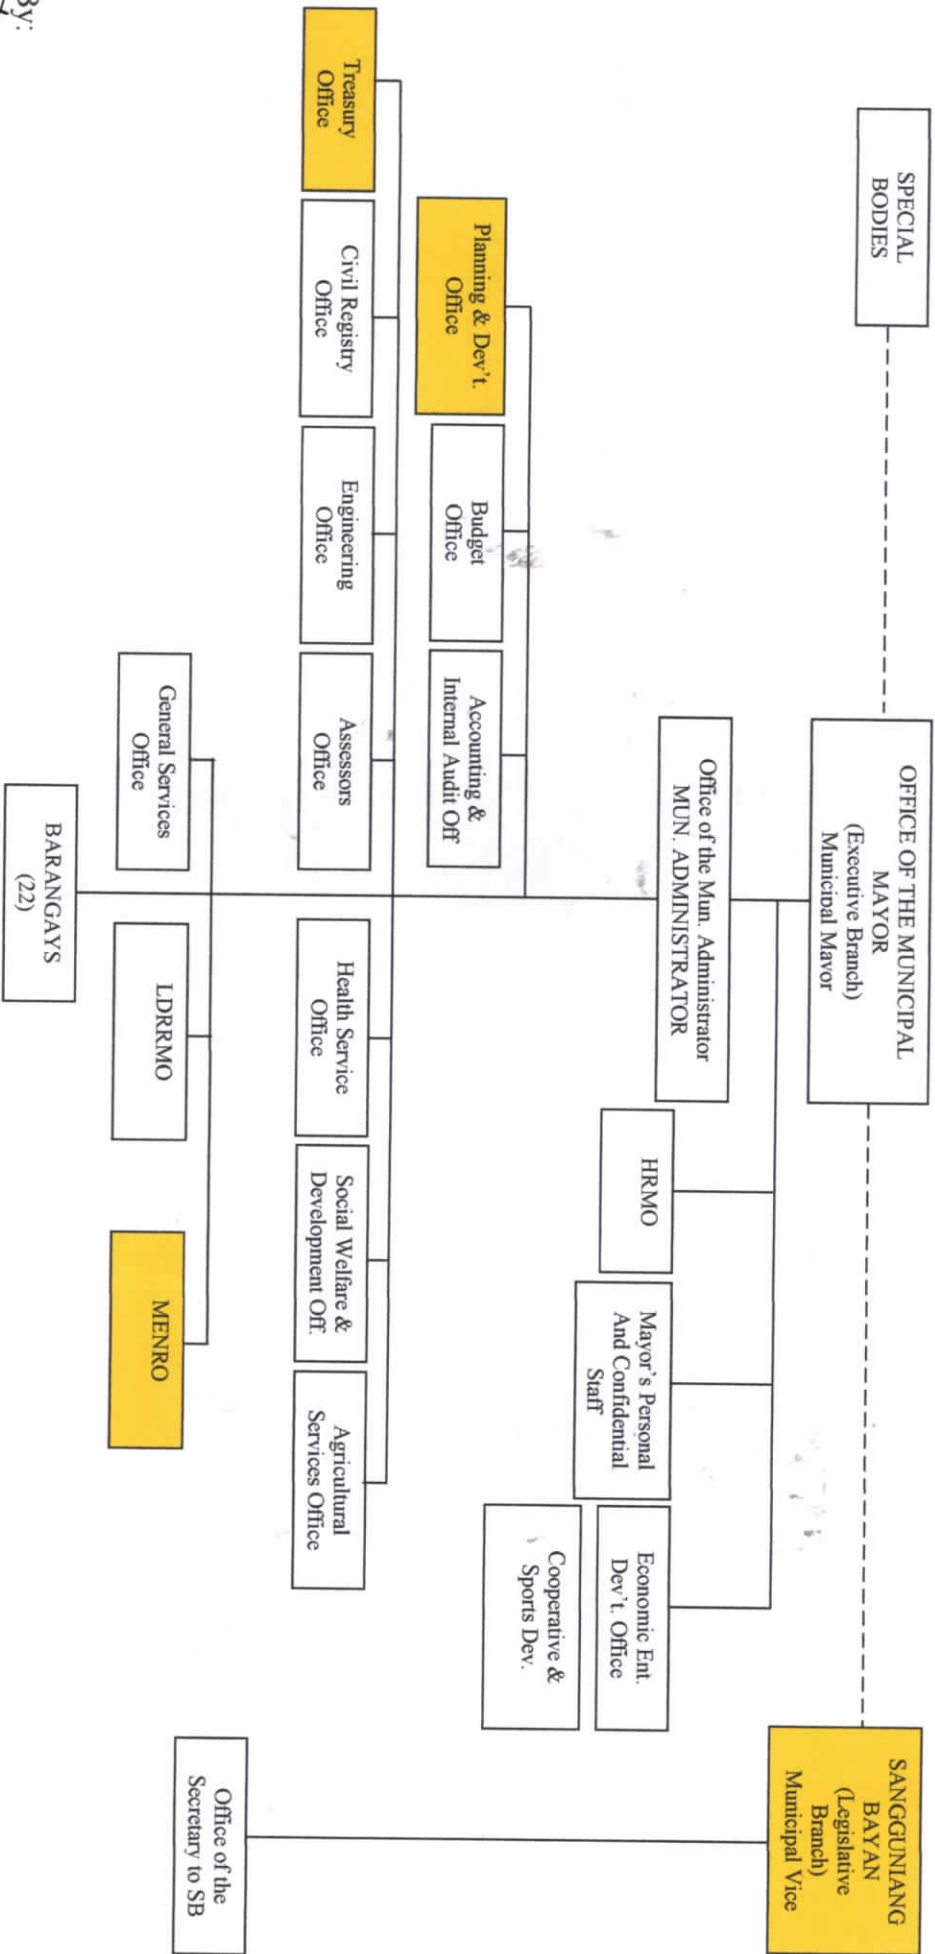 SPECIAL
BODIES
OFFICE OF THE MUNICIPAL
MAYOR
(Executive Branch)
Municipal Mayor
SANGGUNIANG
BAYAN
(Legislative
Branch)
Municipal Vice
Office of the Mun. Administrator
MUN. ADMINISTRATOR
HRMO
Mayor's Personal
And Confidential
Staff
Economic Ent.
Dev't. Office
Cooperative &
Sports Dev.
Planning & Dev't.
Office
Budget
Office
Accounting &
Internal Audit Off
Treasury
Office
Civil Registry
Office
Engineering
Office
Assessors
Office
Health Service
Office
Social Welfare &
Development Off.
Agricultural
Services Office
General Services
Office
LDRRMO
MENRO
Office of the
Secretary to SB
BARANGAYS
(22)
By: